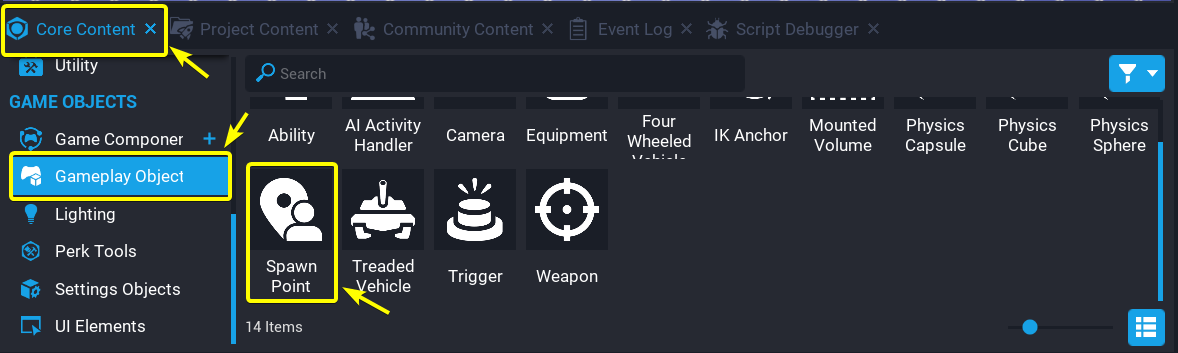 Core Content
Project Content
Community Content
Event Log
Script Debugger
Utility
Search
GAME OBJECTS
Game Componer
Gameplay Object
Lighting
Perk Tools
Settings Objects
UI Elements
Ability
AI Activity
Handler
Camera
Equipment
Four
Wheeled
Vehicle
IK Anchor
Mounted
Volume
Physics
Capsule
Physics
Cube
Physics
Sphere
Spawn
Point
Treaded
Vehicle
Trigger
Weapon
14 Items